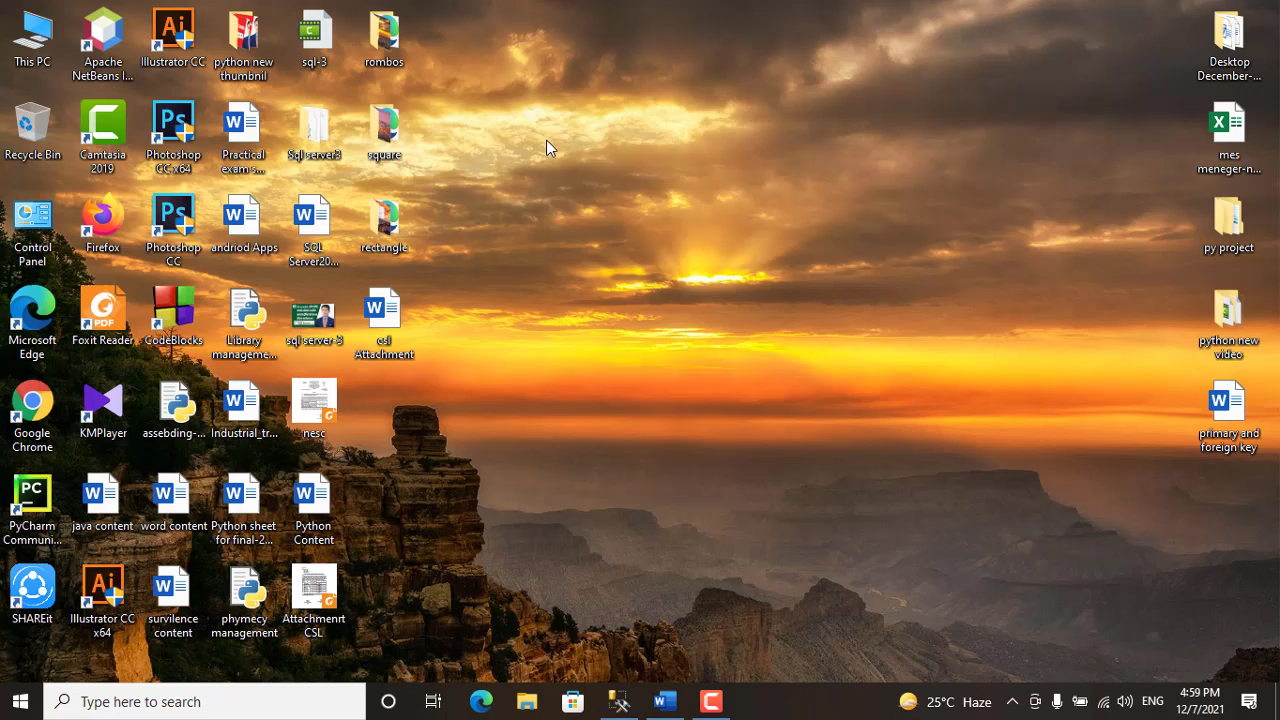 This PC
Apache
NetBeans I...
Illustrator CC
python new
thumbnil
sql-3
rombos
Desktop
December-...
Recycle Bin
Camtasia
2019
Photoshop
CC x64
Practical
exam s...
Sql server3
square
mes
meneger-n...
Control
Panel
Firefox
Photoshop
CC
andriod Apps
SQL
Server20...
rectangle
py project
Microsoft
Edge
Foxit Reader
CodeBlocks
Library
manageme...
sql server-3
csl
Attachment
python new
video
Google
Chrome
KMPlayer
assebding-...
Industrial_tr...
nesc
primary and
foreign key
PyCharm
Communi...
java content
word content
Python sheet
for final-2...
Python
Content
SHAREit
Illustrator CC
x64
survilence
content
phymecy
management
Attachmenrt
CSL
Type here to search
25°C Haze
ENG
4:59 PM
12/7/2021